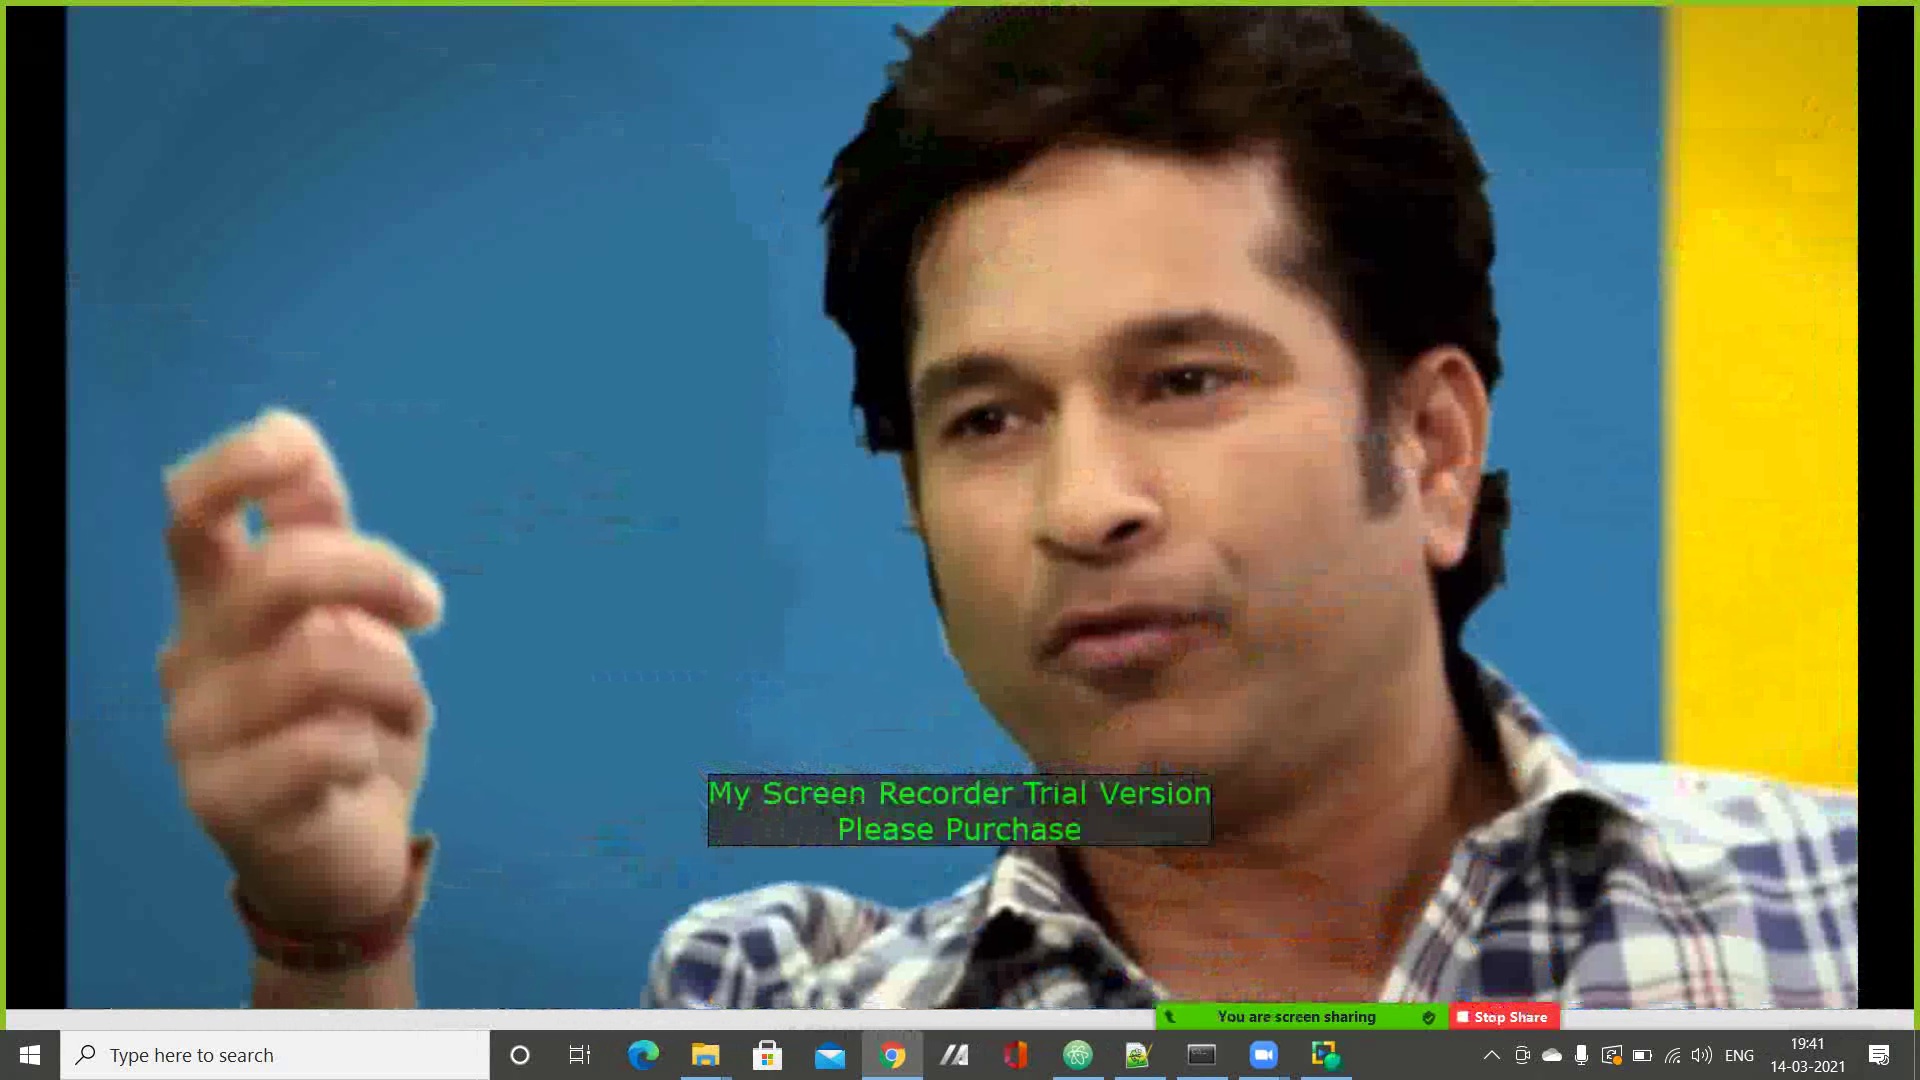 My Screen Recorder Trial Version
Please Purchase
You are screen sharing
Stop Share
Type here to search
ENG
19:41
14-03-2021